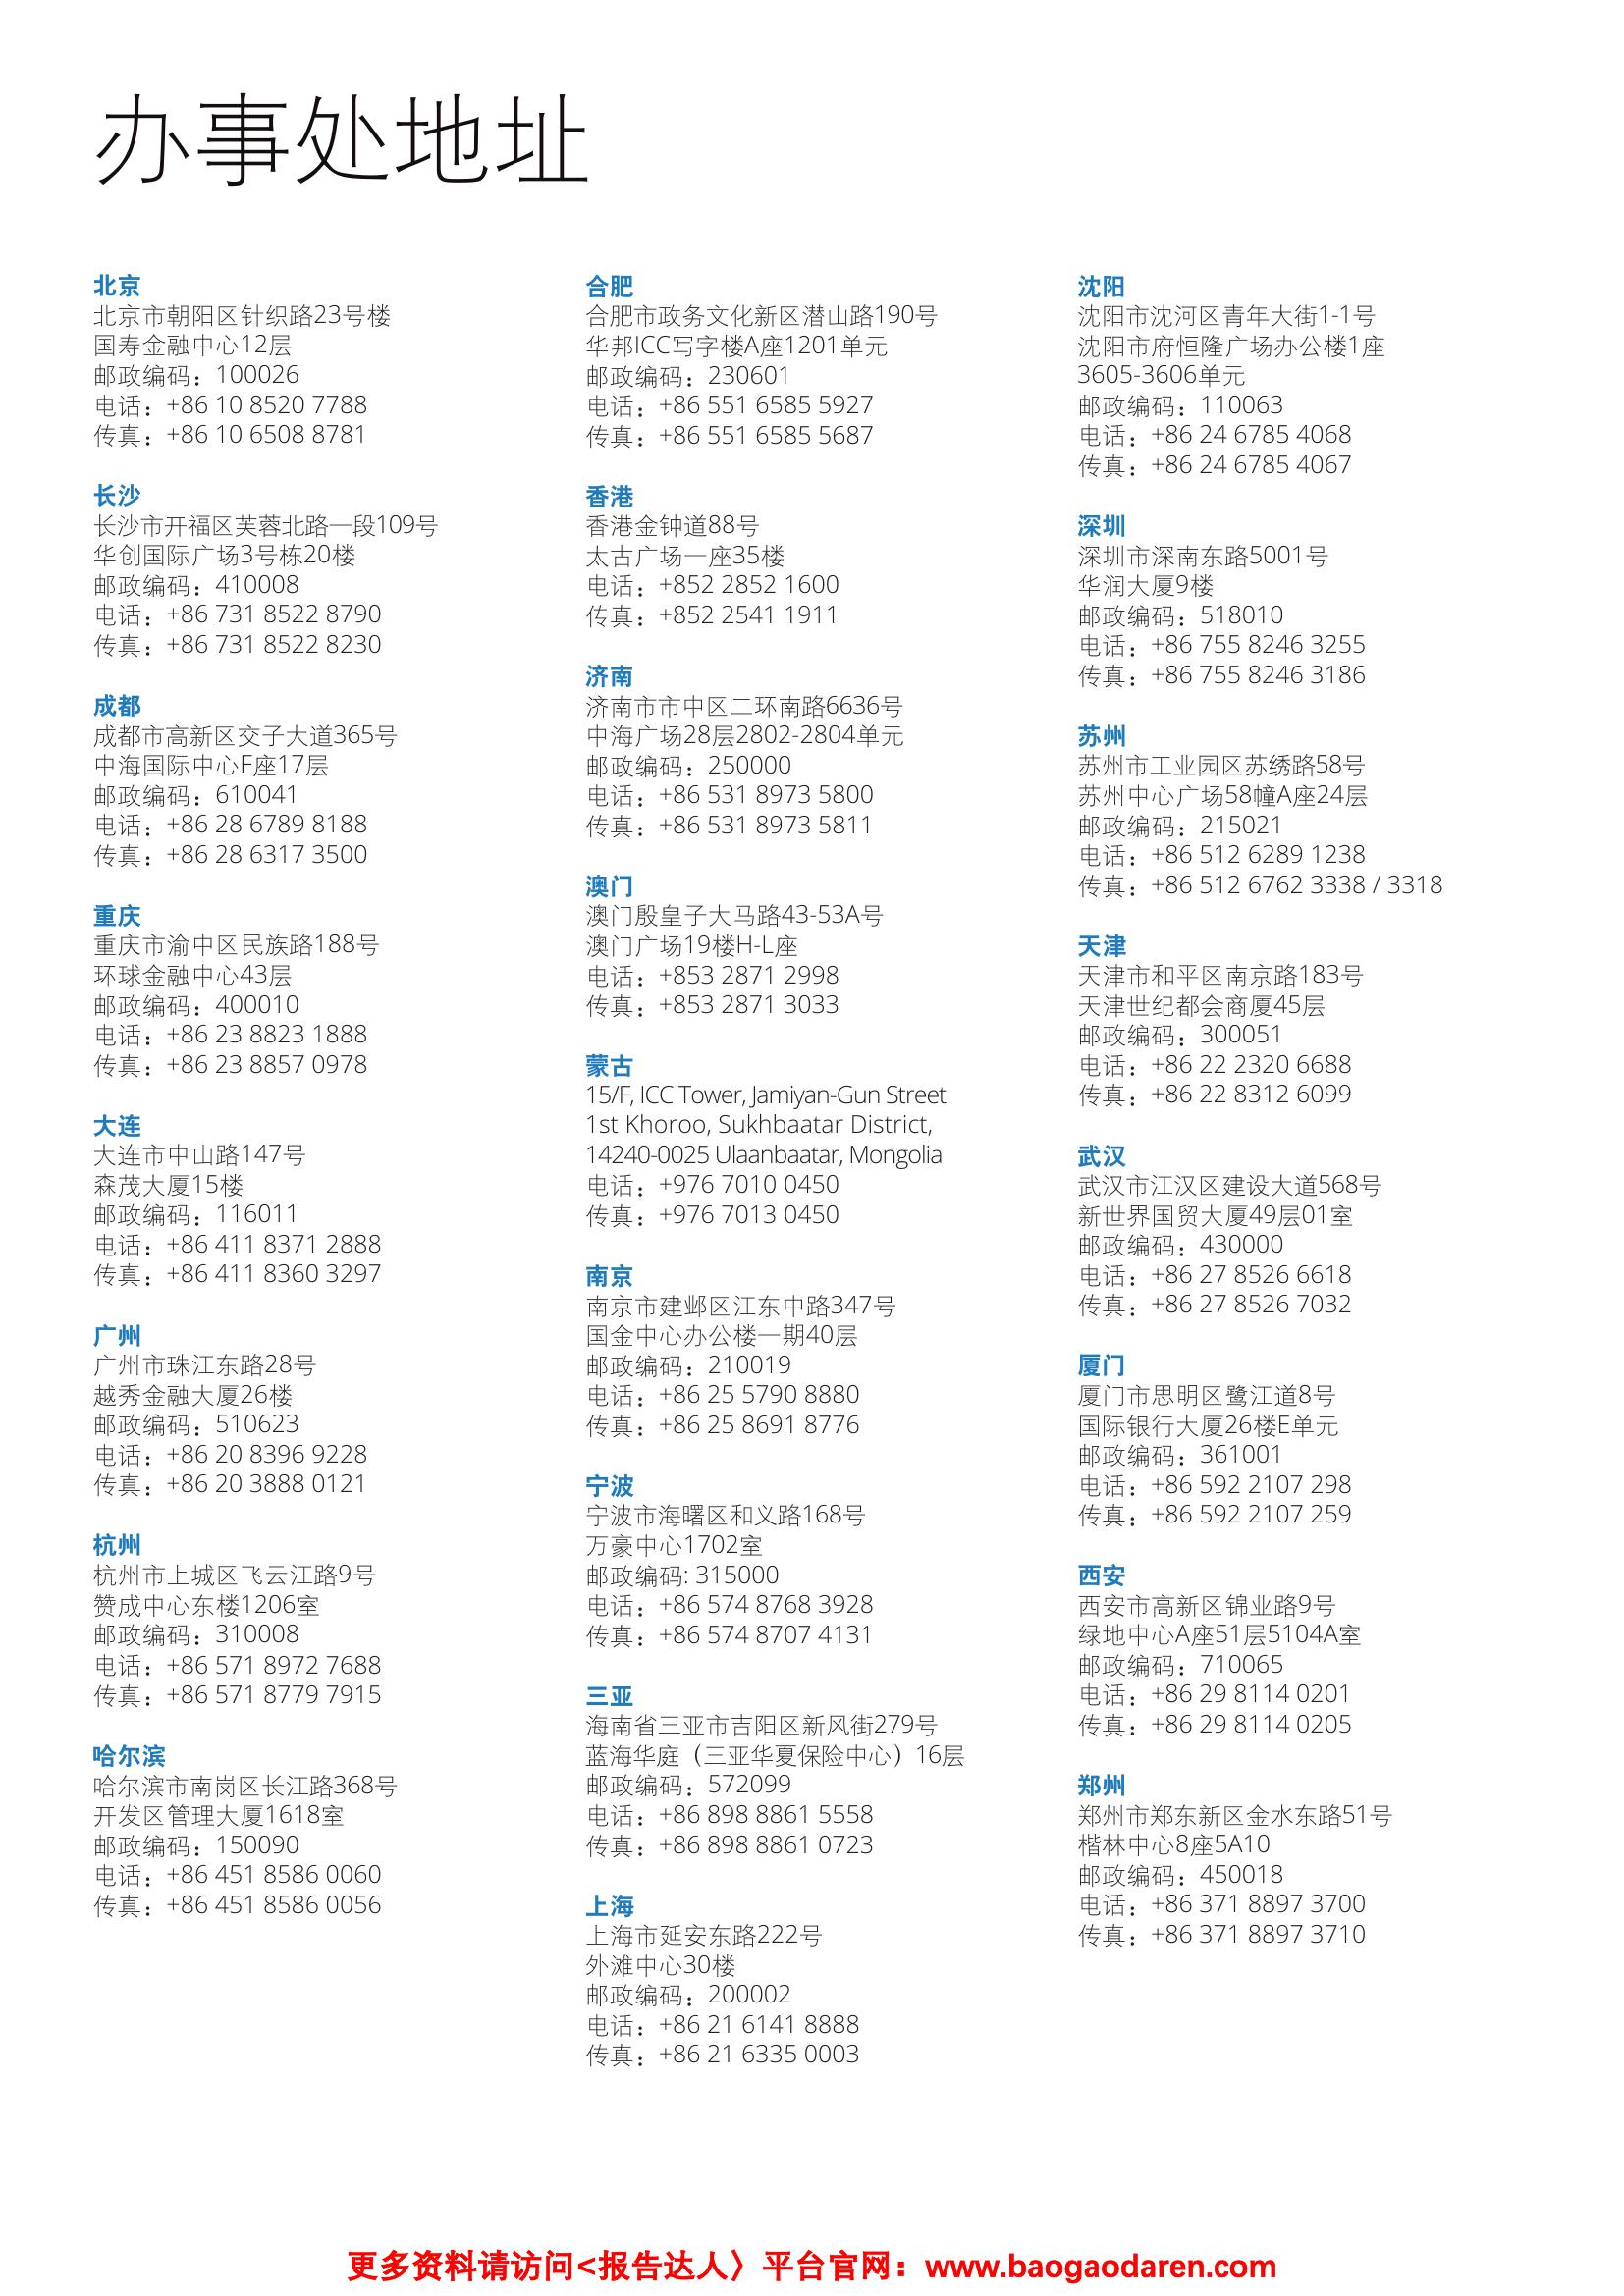 办事处地址
北京
北京市朝阳区针织路23号楼
国寿金融中心12层
邮政编码：100026
电话：+86 10 8520 7788
传真：+86 10 6508 8781
长沙
长沙市开福区芙蓉北路一段109号
华创国际广场3号栋20楼
邮政编码：410008
电话：+86 731 8522 8790
传真：+86 731 8522 8230
成都
成都市高新区交子大道365号
中海国际中心F座17层
邮政编码：610041
电话：+86 28 6789 8188
传真：+86 28 6317 3500
重庆
重庆市渝中区民族路188号
环球金融中心43层
邮政编码：400010
电话：+86 23 8823 1888
传真：+86 23 8857 0978
大连
大连市中山路147号
森茂大厦15楼
邮政编码：116011
电话：+86 411 8371 2888
传真：+86 411 8360 3297
广州
广州市珠江东路28号
越秀金融大厦26楼
邮政编码：510623
电话：+86 20 8396 9228
传真：+86 20 3888 0121
杭州
杭州市上城区飞云江路9号
赞成中心东楼1206室
邮政编码：310008
电话：+86 571 8972 7688
传真：+86 571 8779 7915
哈尔滨
哈尔滨市南岗区长江路368号
开发区管理大厦1618室
邮政编码：150090
电话：+86 451 8586 0060
传真：+86 451 8586 0056
合肥
合肥市政务文化新区潜山路190号
华邦ICC写字楼A座1201单元
邮政编码：230601
电话：+86 551 6585 5927
传真：+86 551 6585 5687
香港
香港金钟道88号
太古广场一座35楼
电话：+852 2852 1600
传真：+852 2541 1911
济南
济南市市中区二环南路6636号
中海广场28层2802-2804单元
邮政编码：250000
电话：+86 531 8973 5800
传真：+86 531 8973 5811
澳门
澳门殷皇子大马路43-53A号
澳门广场19楼H-L座
电话：+853 2871 2998
传真：+853 2871 3033
蒙古
15/F, ICC Tower, Jamiyan-Gun Street
1st Khoroo, Sukhbaatar District,
14240-0025 Ulaanbaatar, Mongolia
电话：+976 7010 0450
传真：+976 7013 0450
南京
南京市建邺区江东中路347号
国金中心办公楼一期40层
邮政编码：210019
电话：+86 25 5790 8880
传真：+86 25 8691 8776
宁波
宁波市海曙区和义路168号
万豪中心1702室
邮政编码: 315000
电话：+86 574 8768 3928
传真：+86 574 8707 4131
三亚
海南省三亚市吉阳区新风街279号
蓝海华庭（三亚华夏保险中心）16层
邮政编码：572099
电话：+86 898 8861 5558
传真：+86 898 8861 0723
上海
上海市延安东路222号
外滩中心30楼
邮政编码：200002
电话：+86 21 6141 8888
传真：+86 21 6335 0003
沈阳
沈阳市沈河区青年大街1-1号
沈阳市府恒隆广场办公楼1座
3605-3606单元
邮政编码：110063
电话：+86 24 6785 4068
传真：+86 24 6785 4067
深圳
深圳市深南东路5001号
华润大厦9楼
邮政编码：518010
电话：+86 755 8246 3255
传真：+86 755 8246 3186
苏州
苏州市工业园区苏绣路58号
苏州中心广场58幢A座24层
邮政编码：215021
电话：+86 512 6289 1238
传真：+86 512 6762 3338 / 3318
天津
天津市和平区南京路183号
天津世纪都会商厦45层
邮政编码：300051
电话：+86 22 2320 6688
传真：+86 22 8312 6099
武汉
武汉市江汉区建设大道568号
新世界国贸大厦49层01室
邮政编码：430000
电话：+86 27 8526 6618
传真：+86 27 8526 7032
厦门
厦门市思明区鹭江道8号
国际银行大厦26楼E单元
邮政编码：361001
电话：+86 592 2107 298
传真：+86 592 2107 259
西安
西安市高新区锦业路9号
绿地中心A座51层5104A室
邮政编码：710065
电话：+86 29 8114 0201
传真：+86 29 8114 0205
郑州
郑州市郑东新区金水东路51号
楷林中心8座5A10
邮政编码：450018
电话：+86 371 8897 3700
传真：+86 371 8897 3710
更多资料请访问<报告达人〉平台官网：www.baogaodaren.com